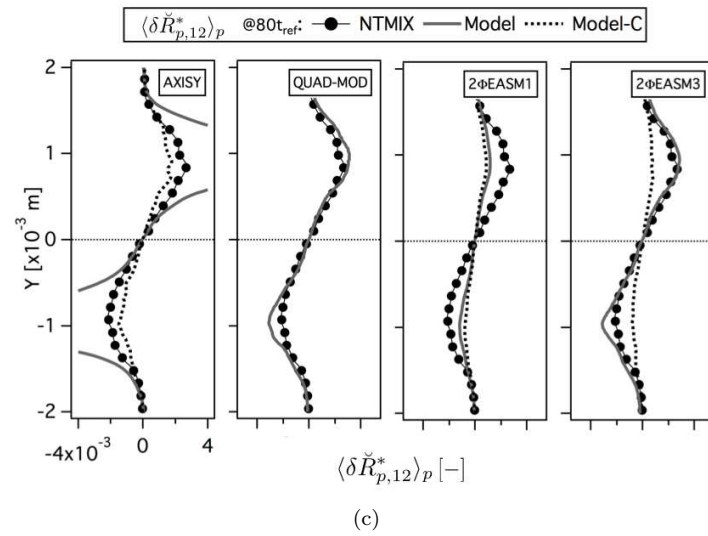 ⟨δR̆*p,12⟩p @80tref: NTMIX Model Model-C
AXISY QUAD-MOD 2ΦEASM1 2ΦEASM3
2
1
0
-1
-2
Y [x10⁻³ m]
-4x10⁻³ 0 4
⟨δR̆*p,12⟩p [−]
(c)